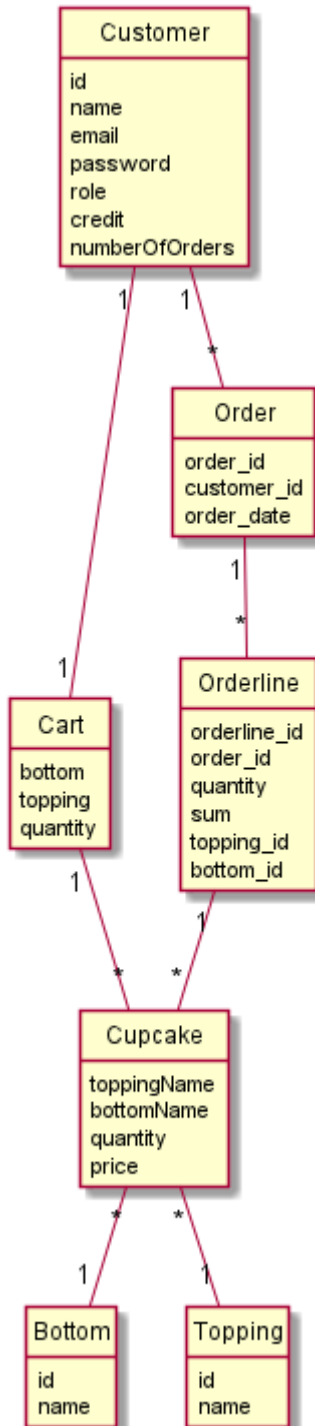 Customer
id
name
email
password
role
credit
numberOfOrders
1
1
*
Order
order_id
customer_id
order_date
1
*
1
Orderline
orderline_id
order_id
quantity
sum
topping_id
bottom_id
Cart
bottom
topping
quantity
1
1
*
*
Cupcake
toppingName
bottomName
quantity
price
*
*
1
1
Bottom
id
name
Topping
id
name